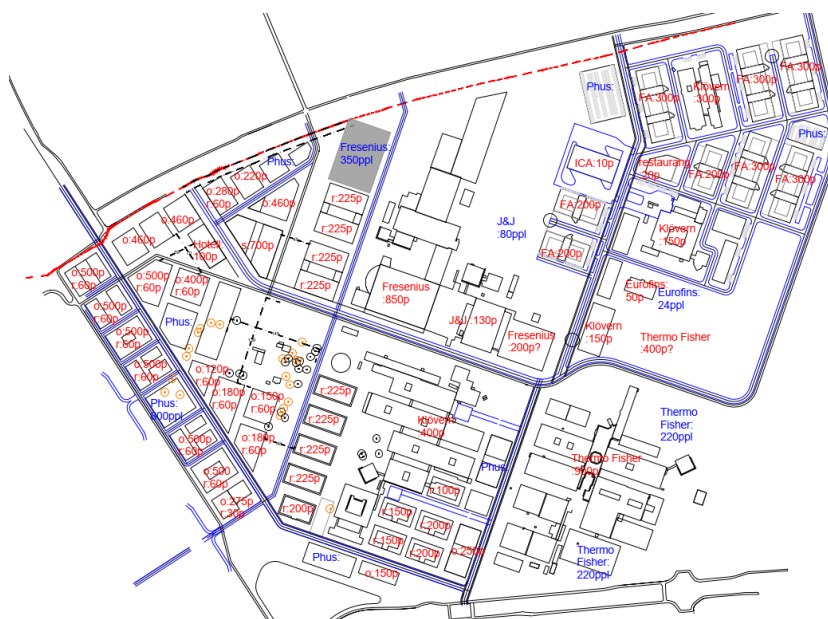 Phus:
FA:300p
Klövern
:300p
FA:300p
FA:300p
Phus:
Fresenius:
350ppl
Phus:
o:220p
o:280p
r:60p
o:460p
o:460p
o:460p
Hotell
100p
s:700p
r:225p
r:225p
r:225p
r:225p
ICA:10p
restaurang
:30p
FA:200p
FA:300p
FA:300p
FA:200p
FA:200p
J&J
:80ppl
Klövern
:150p
Eurofins:
50p
Eurofins:
24ppl
Fresenius
:850p
J&J :130p
Fresenius
:200p?
Klövern
:150p
Thermo Fisher
:400p?
o:500p
r:60p
o:500p
r:60p
o:400p
r:60p
o:500p
r:60p
Phus:
o:500p
r:60p
o:500p
r:60p
o:120p
r:60p
o:180p
r:60p
o:150p
r:60p
o:180p
r:60p
Phus:
600ppl
o:500p
r:60p
o:500
r:60p
o:275p
r:30p
r:225p
r:225p
r:225p
r:225p
r:200p
Klövern
:400p
Phus:
r:100p
r:150p
r:200p
r:150p
r:200p
o:250p
Phus:
o:150p
Thermo
Fisher:
220ppl
Thermo Fisher
:900p
Thermo
Fisher:
220ppl